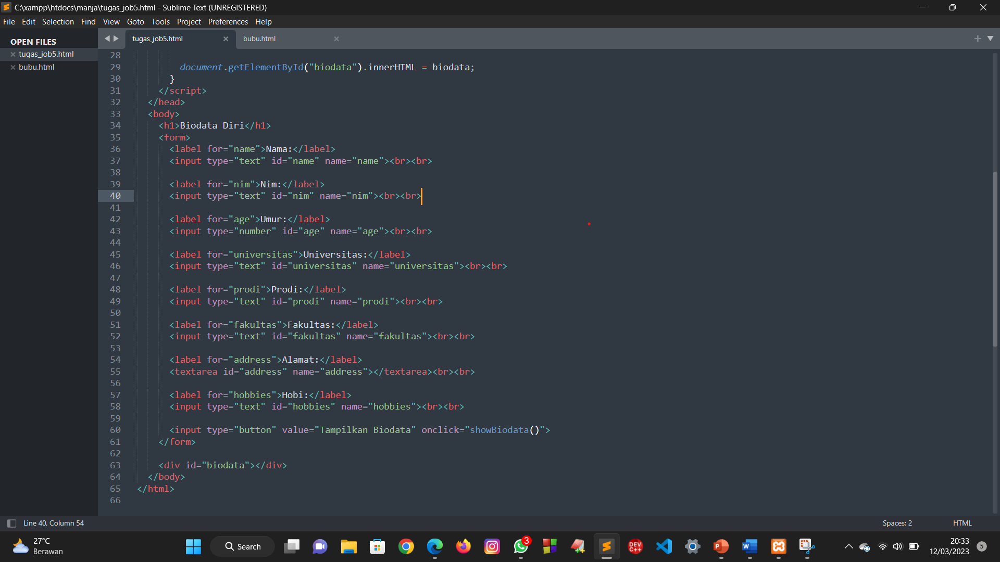 C:\xampp\htdocs\manja\tugas_job5.html - Sublime Text (UNREGISTERED)
File Edit Selection Find View Goto Tools Project Preferences Help
OPEN FILES
tugas_job5.html
bubu.html
tugas_job5.html
bubu.html
28
29 document.getElementById("biodata").innerHTML = biodata;
30 }
31 </script>
32 </head>
33 <body>
34 <h1>Biodata Diri</h1>
35 <form>
36 <label for="name">Nama:</label>
37 <input type="text" id="name" name="name"><br><br>
38
39 <label for="nim">Nim:</label>
40 <input type="text" id="nim" name="nim"><br><br>
41
42 <label for="age">Umur:</label>
43 <input type="number" id="age" name="age"><br><br>
44
45 <label for="universitas">Universitas:</label>
46 <input type="text" id="universitas" name="universitas"><br><br>
47
48 <label for="prodi">Prodi:</label>
49 <input type="text" id="prodi" name="prodi"><br><br>
50
51 <label for="fakultas">Fakultas:</label>
52 <input type="text" id="fakultas" name="fakultas"><br><br>
53
54 <label for="address">Alamat:</label>
55 <textarea id="address" name="address"></textarea><br><br>
56
57 <label for="hobbies">Hobi:</label>
58 <input type="text" id="hobbies" name="hobbies"><br><br>
59
60 <input type="button" value="Tampilkan Biodata" onclick="showBiodata()">
61 </form>
62
63 <div id="biodata"></div>
64 </body>
65 </html>
66
Line 40, Column 54
Spaces: 2
HTML
27°C
Berawan
Search
3
DEV
C++
P
W
20:33
12/03/2023
5